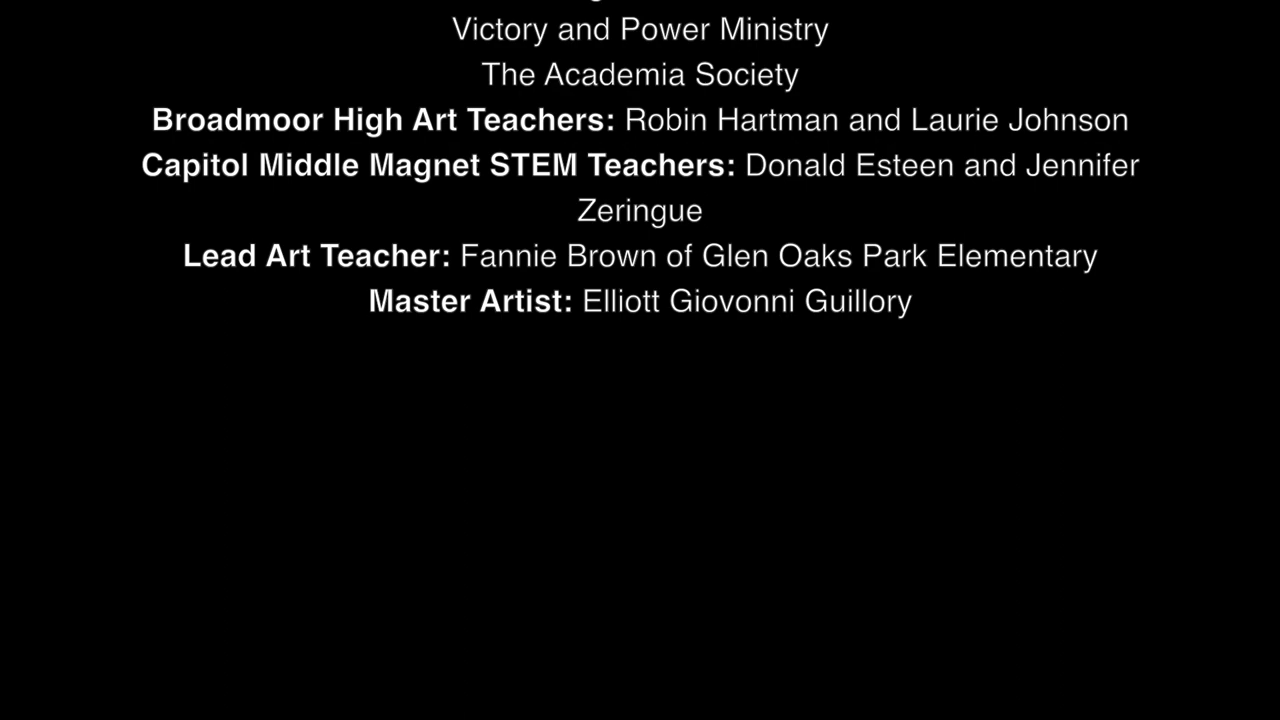 Victory and Power Ministry
The Academia Society
Broadmoor High Art Teachers: Robin Hartman and Laurie Johnson
Capitol Middle Magnet STEM Teachers: Donald Esteen and Jennifer
Zeringue
Lead Art Teacher: Fannie Brown of Glen Oaks Park Elementary
Master Artist: Elliott Giovonni Guillory